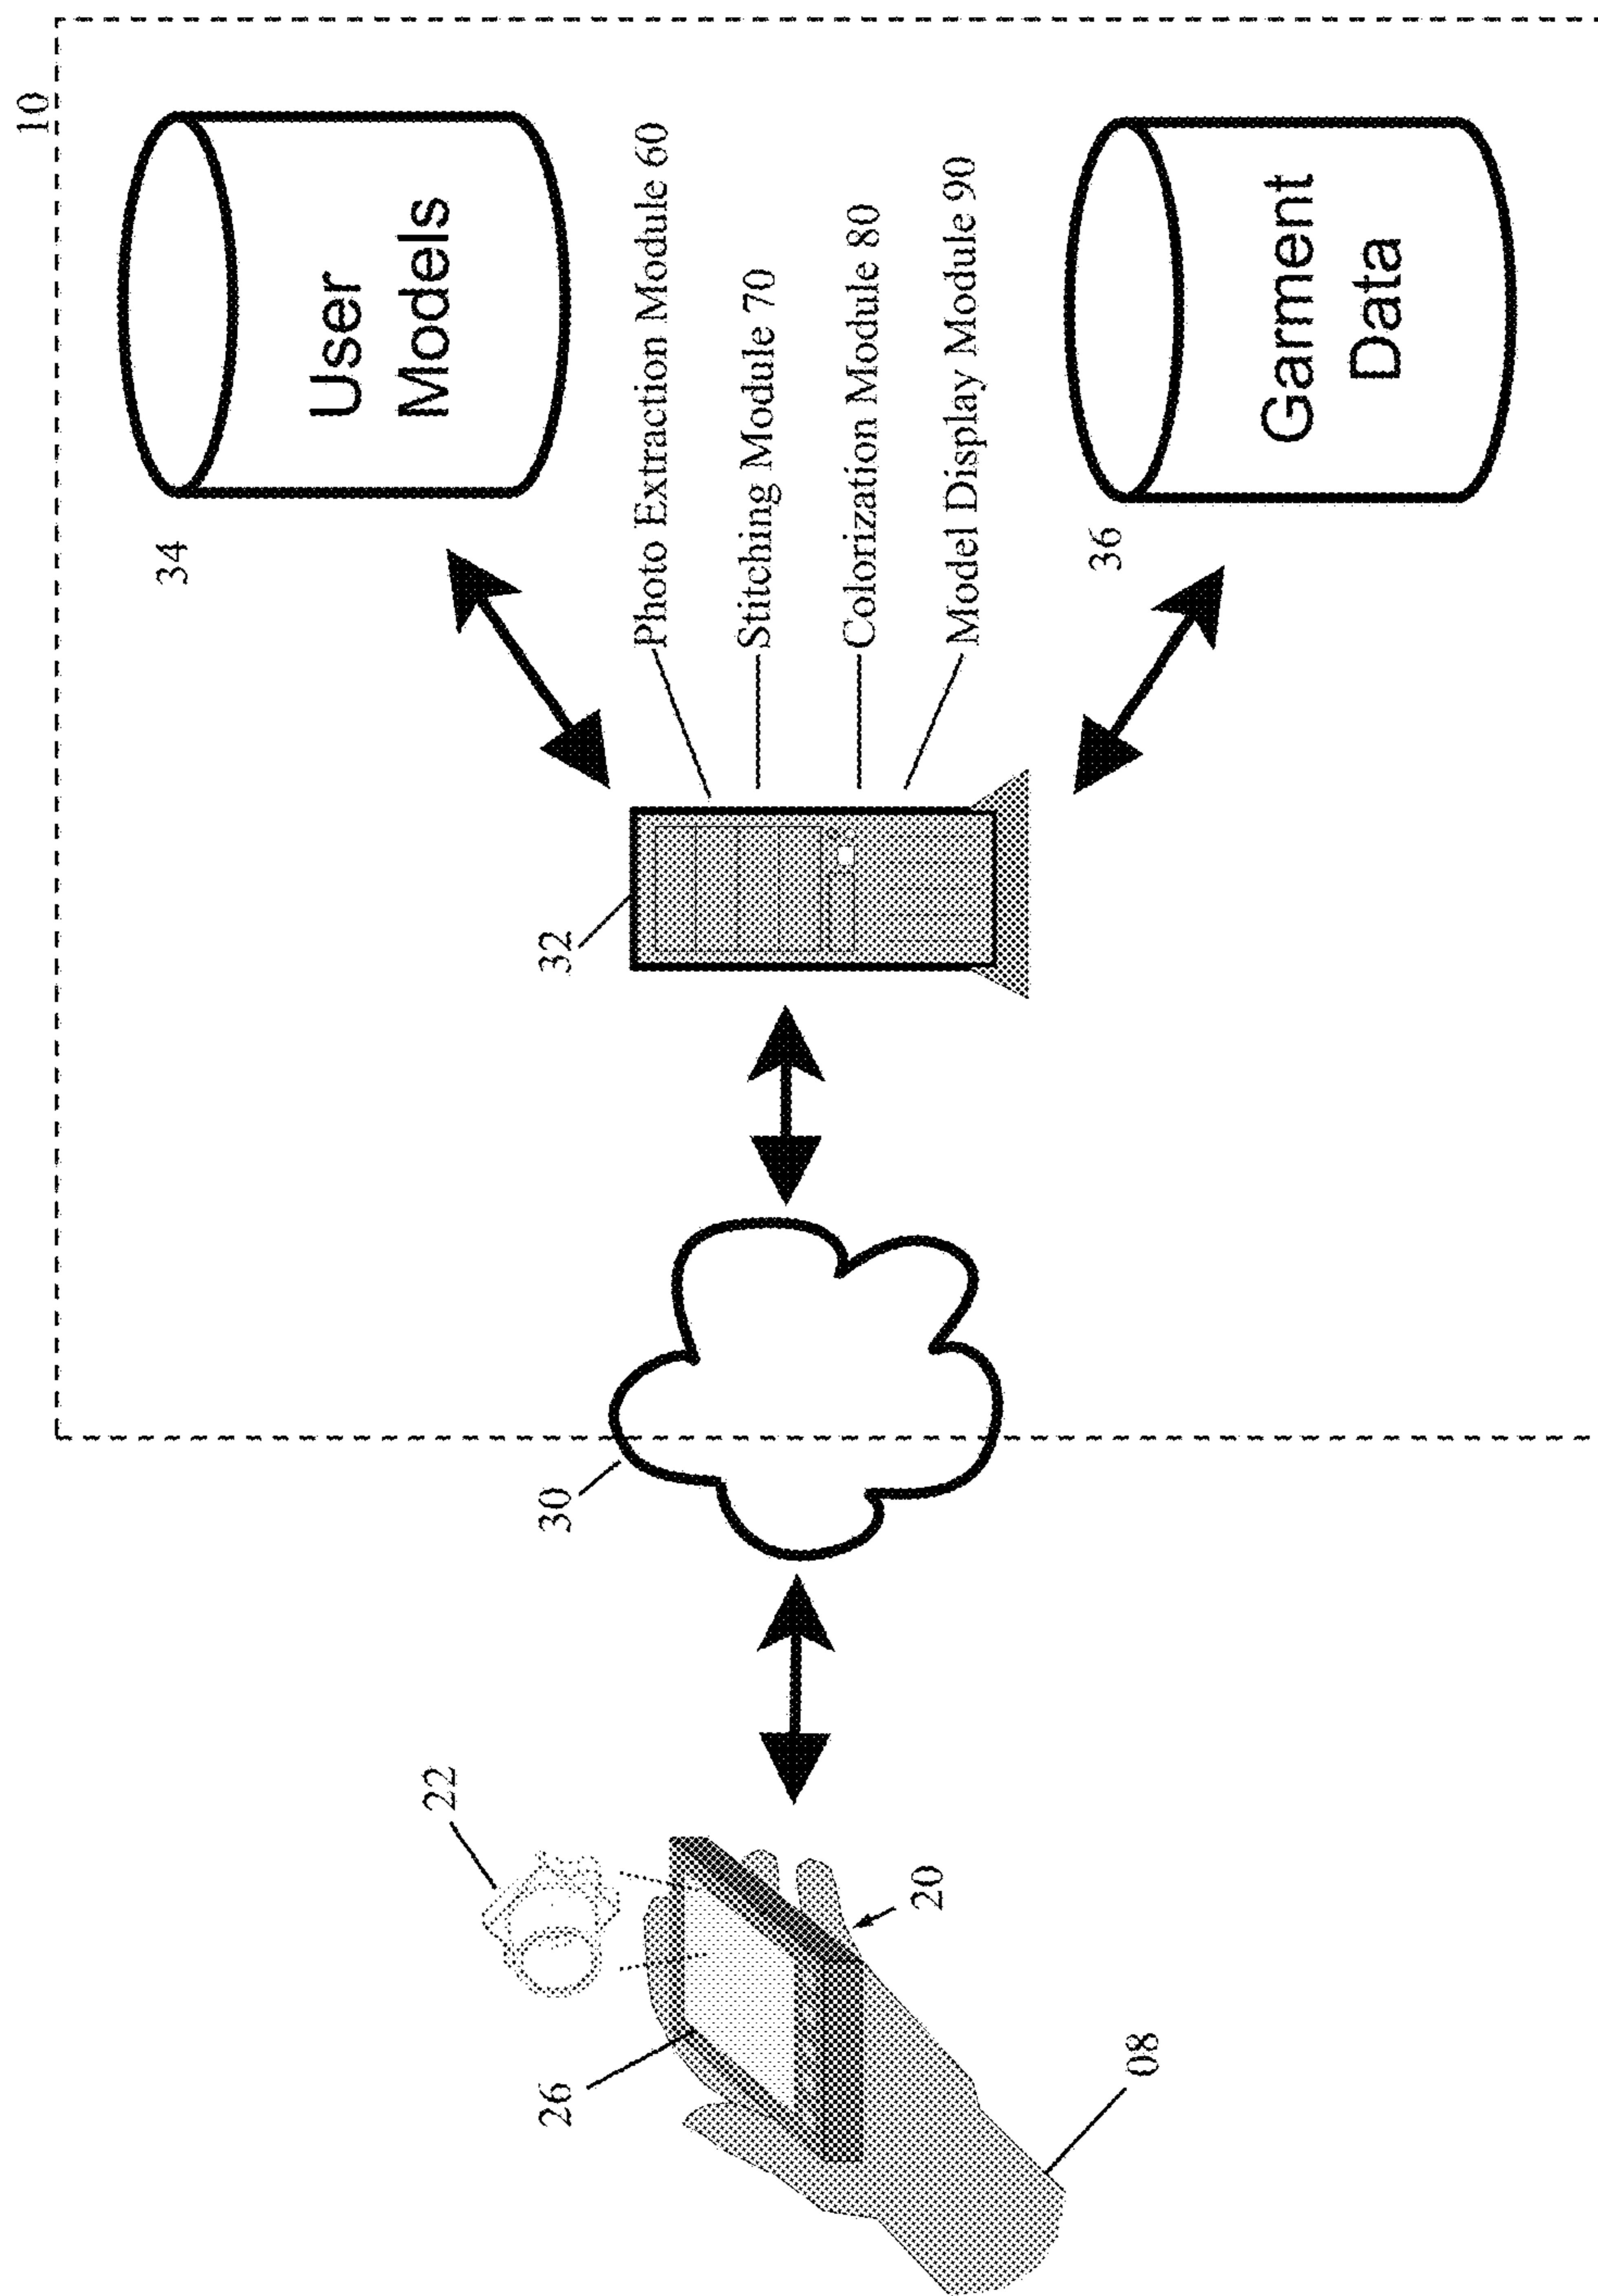 10
34
User
Models
Photo Extraction Module 60
Stitching Module 70
Colorization Module 80
Model Display Module 90
36
Garment
Data
32
30
22
20
26
08